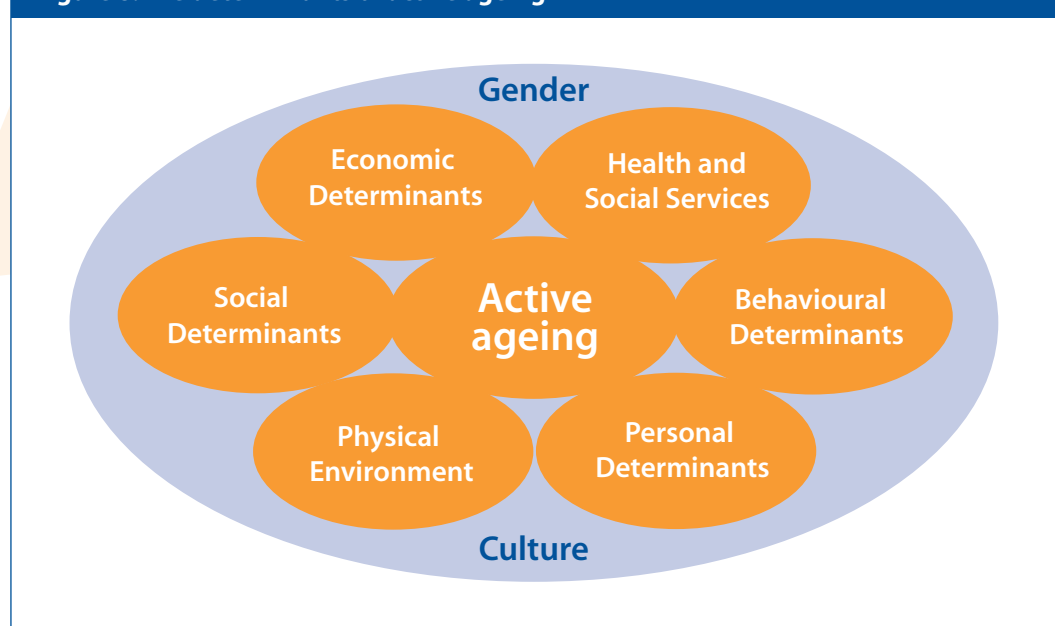 Gender
Economic
Determinants
Health and
Social Services
Social
Determinants
Active
ageing
Behavioural
Determinants
Physical
Environment
Personal
Determinants
Culture